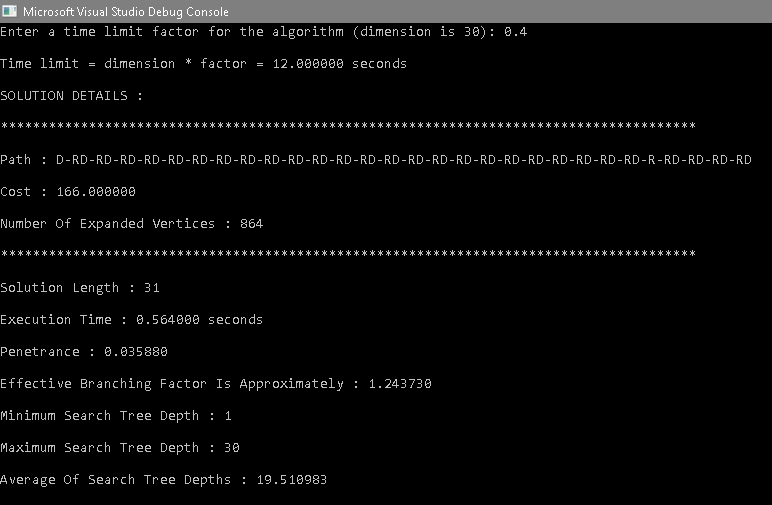 Microsoft Visual Studio Debug Console
Enter a time limit factor for the algorithm (dimension is 30): 0.4
Time limit = dimension * factor = 12.000000 seconds
SOLUTION DETAILS :
***************************************************************************************
Path : D-RD-RD-RD-RD-RD-RD-RD-RD-RD-RD-RD-RD-RD-RD-RD-RD-RD-RD-RD-RD-RD-RD-RD-RD-R-RD-RD-RD-RD
Cost : 166.000000
Number Of Expanded Vertices : 864
***************************************************************************************
Solution Length : 31
Execution Time : 0.564000 seconds
Penetrance : 0.035880
Effective Branching Factor Is Approximately : 1.243730
Minimum Search Tree Depth : 1
Maximum Search Tree Depth : 30
Average Of Search Tree Depths : 19.510983